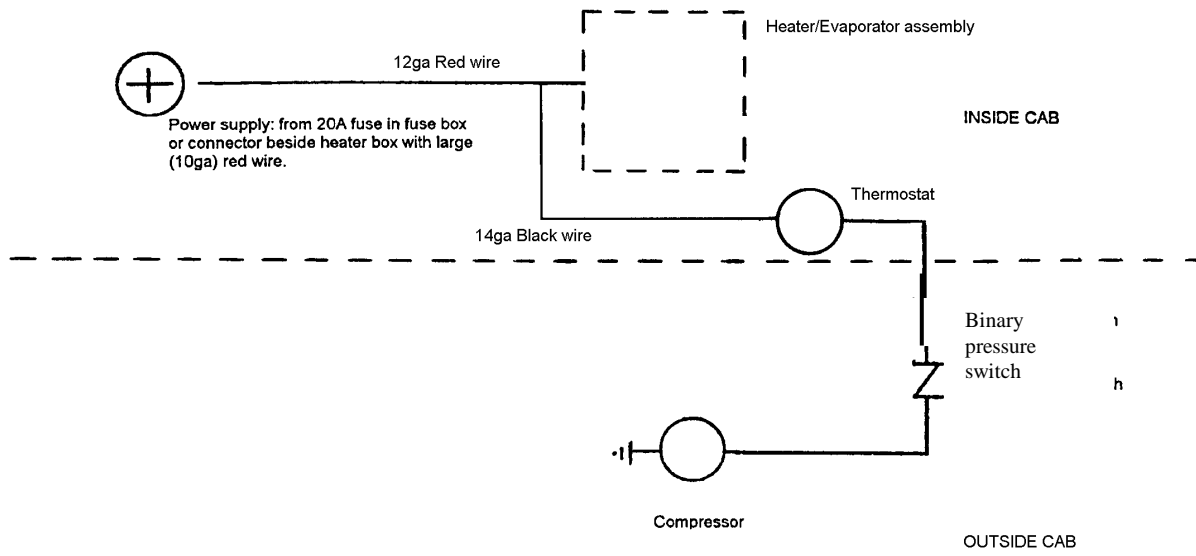 Heater/Evaporator assembly
12ga Red wire
Power supply: from 20A fuse in fuse box
or connector beside heater box with large
(10ga) red wire.
INSIDE CAB
Thermostat
14ga Black wire
Binary
pressure
switch
h
Compressor
OUTSIDE CAB